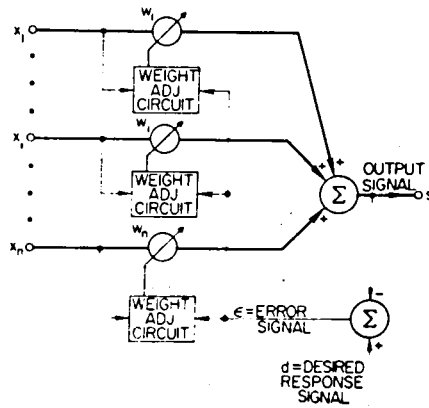 x₁
w₁
WEIGHT
ADJ
CIRCUIT
xᵢ
wᵢ
WEIGHT
ADJ
CIRCUIT
+
+
+
Σ
OUTPUT
SIGNAL
s
xₙ
wₙ
WEIGHT
ADJ
CIRCUIT
ϵ=ERROR
SIGNAL
−
Σ
+
d=DESIRED
RESPONSE
SIGNAL